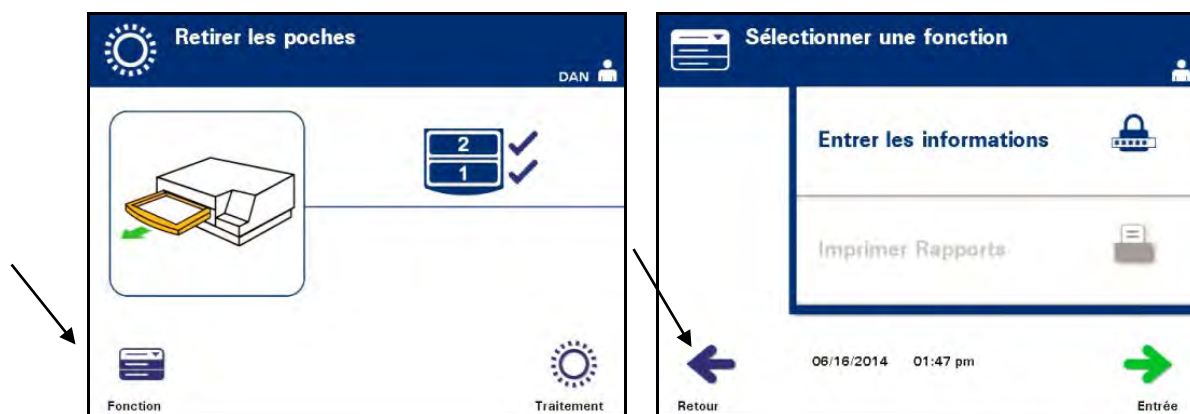 Retirer les poches
DAN
2
1
Fonction
Traitement
Sélectionner une fonction
Entrer les informations
Imprimer Rapports
06/16/2014 01:47 pm
Retour
Entrée